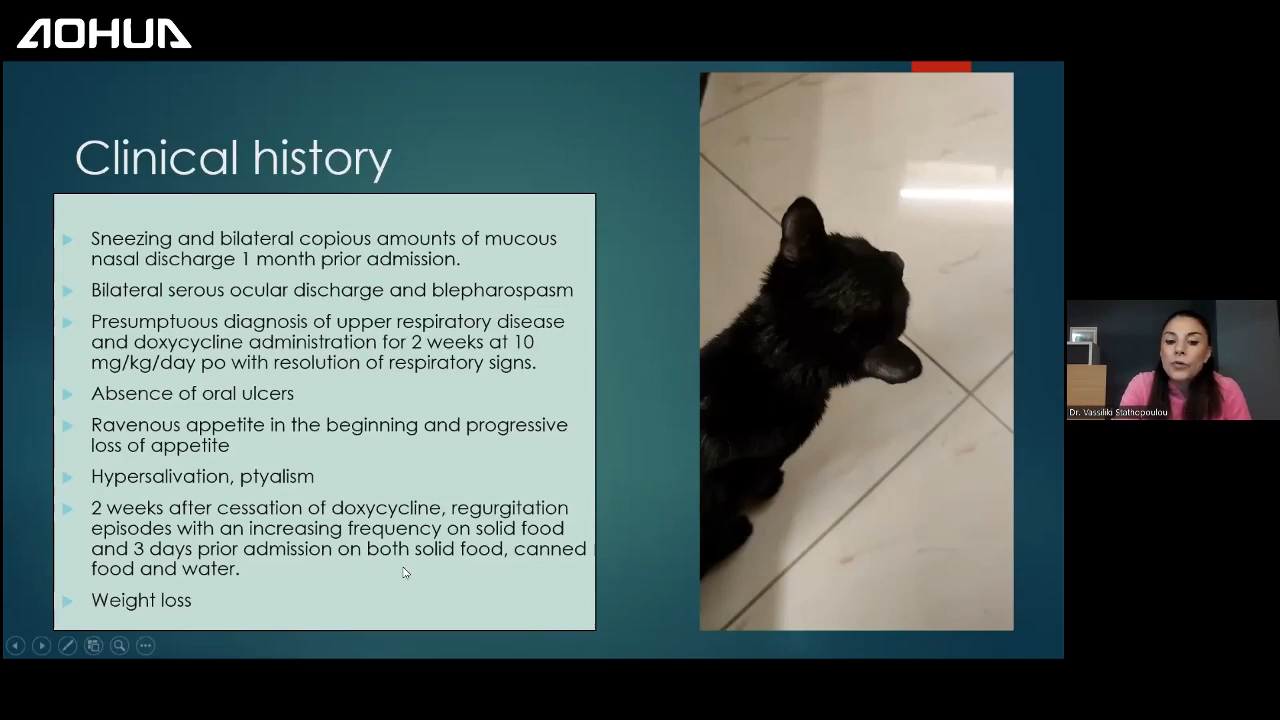 AOHUA
Clinical history
Sneezing and bilateral copious amounts of mucous
nasal discharge 1 month prior admission.
Bilateral serous ocular discharge and blepharospasm
Presumptuous diagnosis of upper respiratory disease
and doxycycline administration for 2 weeks at 10
mg/kg/day po with resolution of respiratory signs.
Absence of oral ulcers
Ravenous appetite in the beginning and progressive
loss of appetite
Hypersalivation, ptyalism
2 weeks after cessation of doxycycline, regurgitation
episodes with an increasing frequency on solid food
and 3 days prior admission on both solid food, canned
food and water.
Weight loss
Dr. Vassiliki Stathopoulou